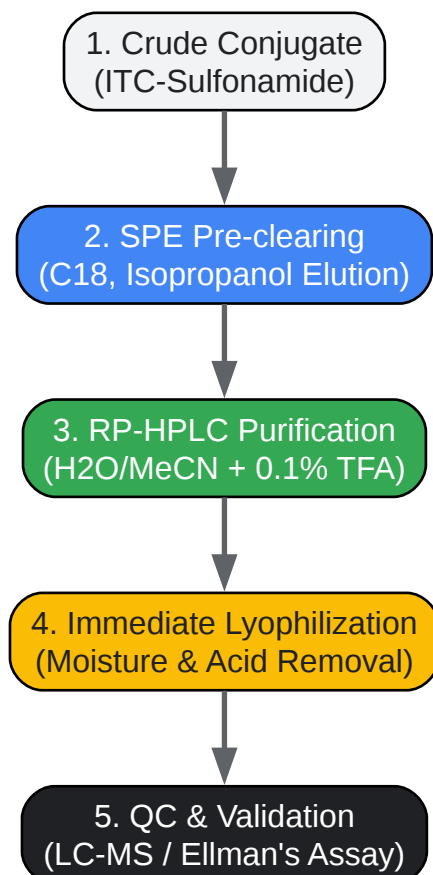 1. Crude Conjugate
(ITC-Sulfonamide)
2. SPE Pre-clearing
(C18, Isopropanol Elution)
3. RP-HPLC Purification
(H2O/MeCN + 0.1% TFA)
4. Immediate Lyophilization
(Moisture & Acid Removal)
5. QC & Validation
(LC-MS / Ellman's Assay)